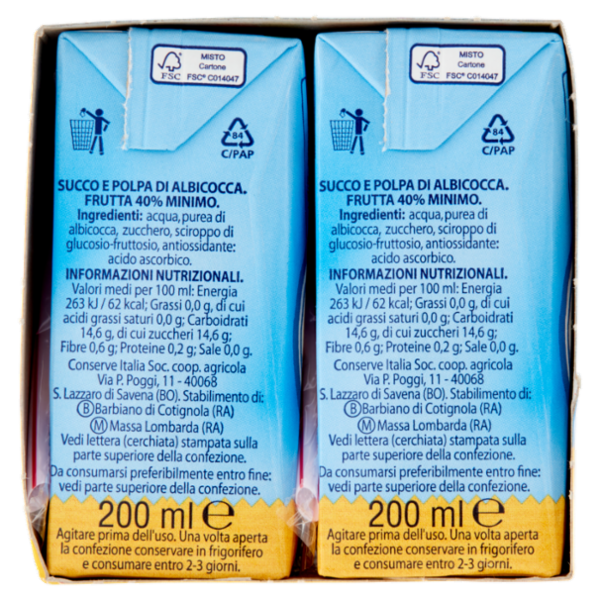 MISTO
Cartone
FSC
FSC® C014047
84
C/PAP
SUCCO E POLPA DI ALBICOCCA.
FRUTTA 40% MINIMO.
Ingredienti: acqua, purea di
albicocca, zucchero, sciroppo di
glucosio-fruttosio, antiossidante:
acido ascorbico.
INFORMAZIONI NUTRIZIONALI.
Valori medi per 100 ml: Energia
263 kJ / 62 kcal; Grassi 0,0 g, di cui
acidi grassi saturi 0,0 g; Carboidrati
14,6 g, di cui zuccheri 14,6 g;
Fibre 0,6 g; Proteine 0,2 g; Sale 0,0 g.
Conserve Italia Soc. coop. agricola
Via P. Poggi, 11 - 40068
S. Lazzaro di Savena (BO). Stabilimento di:
B Barbiano di Cotignola (RA)
M Massa Lombarda (RA)
Vedi lettera (cerchiata) stampata sulla
parte superiore della confezione.
Da consumarsi preferibilmente entro fine:
vedi parte superiore della confezione.
200 ml e
Agitare prima dell'uso. Una volta aperta
la confezione conservare in frigorifero
e consumare entro 2-3 giorni.
MISTO
Cartone
FSC
FSC® C014047
84
C/PAP
SUCCO E POLPA DI ALBICOCCA.
FRUTTA 40% MINIMO.
Ingredienti: acqua, purea di
albicocca, zucchero, sciroppo di
glucosio-fruttosio, antiossidante:
acido ascorbico.
INFORMAZIONI NUTRIZIONALI.
Valori medi per 100 ml: Energia
263 kJ / 62 kcal; Grassi 0,0 g, di cui
acidi grassi saturi 0,0 g; Carboidrati
14,6 g, di cui zuccheri 14,6 g;
Fibre 0,6 g; Proteine 0,2 g; Sale 0,0 g.
Conserve Italia Soc. coop. agricola
Via P. Poggi, 11 - 40068
S. Lazzaro di Savena (BO). Stabilimento di:
B Barbiano di Cotignola (RA)
M Massa Lombarda (RA)
Vedi lettera (cerchiata) stampata sulla
parte superiore della confezione.
Da consumarsi preferibilmente entro fine:
vedi parte superiore della confezione.
200 ml e
Agitare prima dell'uso. Una volta aperta
la confezione conservare in frigorifero
e consumare entro 2-3 giorni.